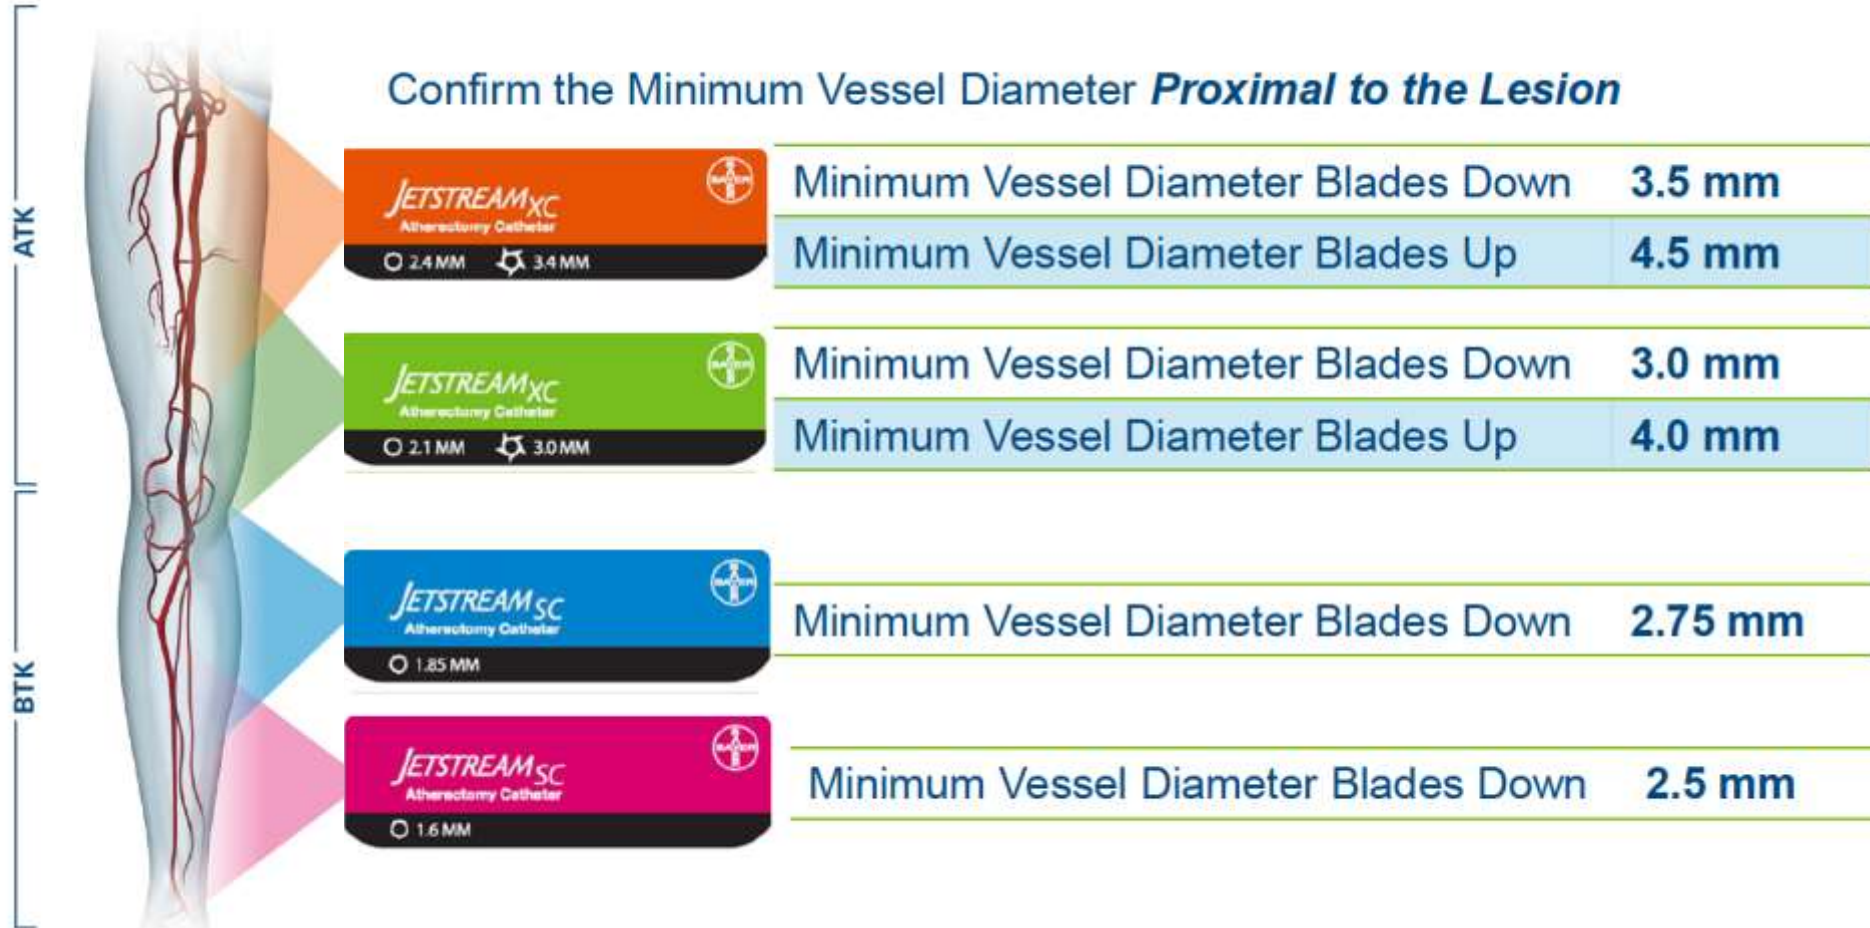 Confirm the Minimum Vessel Diameter Proximal to the Lesion
ATK
JETSTREAM XC
BAYER
Atherectomy Catheter
2.4 MM 3.4 MM
Minimum Vessel Diameter Blades Down 3.5 mm
Minimum Vessel Diameter Blades Up 4.5 mm
JETSTREAM XC
BAYER
Atherectomy Catheter
2.1 MM 3.0 MM
Minimum Vessel Diameter Blades Down 3.0 mm
Minimum Vessel Diameter Blades Up 4.0 mm
BTK
JETSTREAM SC
BAYER
Atherectomy Catheter
1.85 MM
Minimum Vessel Diameter Blades Down 2.75 mm
JETSTREAM SC
BAYER
Atherectomy Catheter
1.6 MM
Minimum Vessel Diameter Blades Down 2.5 mm